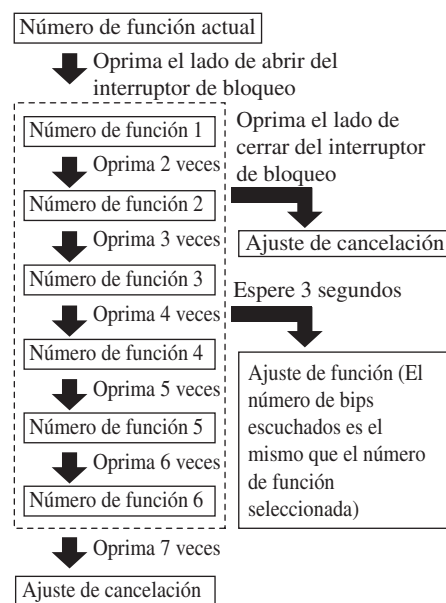 Número de función actual
Oprima el lado de abrir del
interruptor de bloqueo
Número de función 1
Oprima 2 veces
Número de función 2
Oprima 3 veces
Número de función 3
Oprima 4 veces
Número de función 4
Oprima 5 veces
Número de función 5
Oprima 6 veces
Número de función 6
Oprima 7 veces
Ajuste de cancelación
Oprima el lado de
cerrar del interruptor
de bloqueo
Ajuste de cancelación
Espere 3 segundos
Ajuste de función (El
número de bips
escuchados es el
mismo que el número
de función
seleccionada)